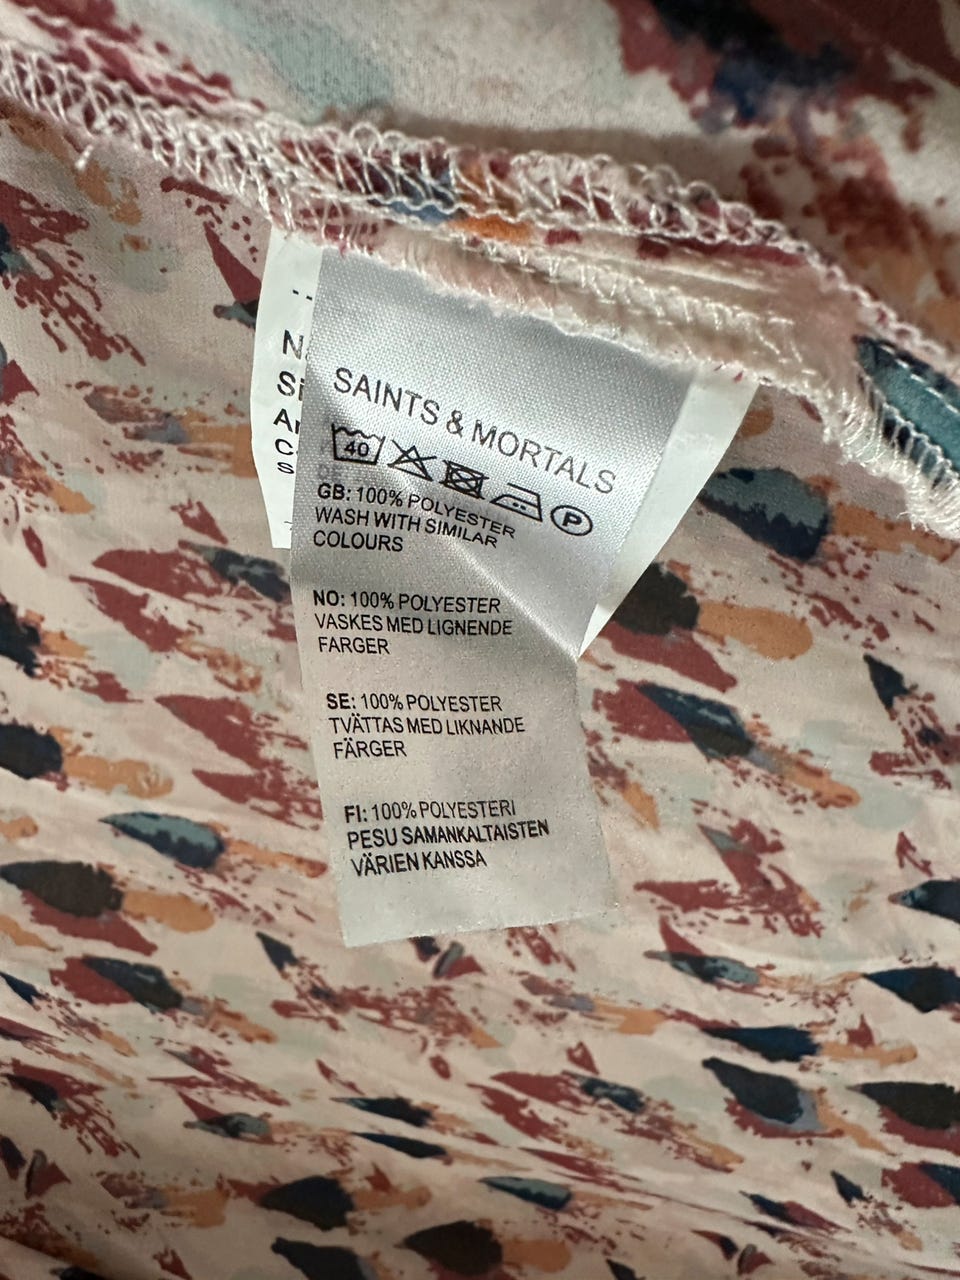 SAINTS & MORTALS
40
P
GB: 100% POLYESTER
WASH WITH SIMILAR
COLOURS
NO: 100% POLYESTER
VASKES MED LIGNENDE
FARGER
SE: 100% POLYESTER
TVÄTTAS MED LIKNANDE
FÄRGER
FI: 100% POLYESTERI
PESU SAMANKALTAISTEN
VÄRIEN KANSSA